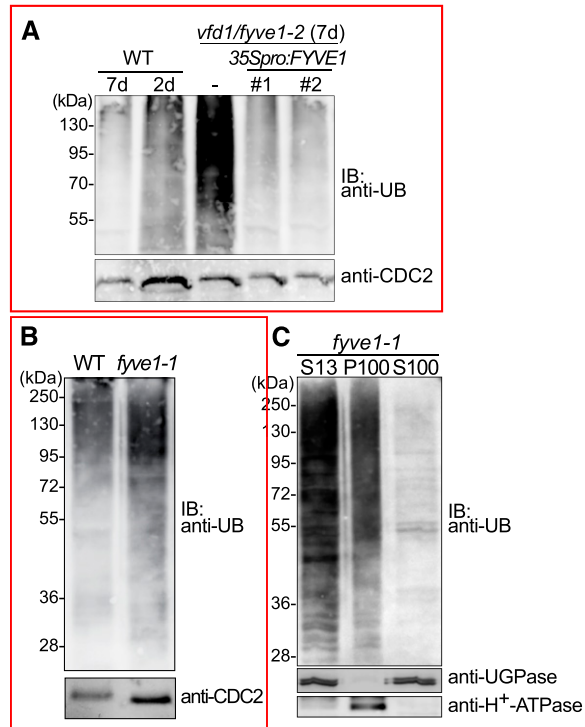 A
vfd1/fyve1-2 (7d)
WT 35Spro:FYVE1
7d 2d - #1 #2
(kDa)
130-
95-
70-
55-
IB:
anti-UB
anti-CDC2
B
WT fyve1-1
(kDa)
250-
130-
95-
72-
55-
36-
28-
IB:
anti-UB
anti-CDC2
C
fyve1-1
S13 P100 S100
(kDa)
250-
130-
95-
72-
55-
36-
28-
IB:
anti-UB
anti-UGPase
anti-H⁺-ATPase